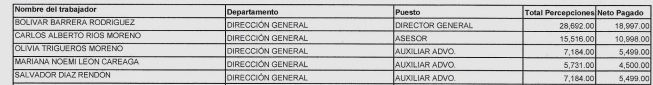 Nombre del trabajador Departamento Puesto Total Percepciones Neto Pagado
BOLIVAR BARRERA RODRIGUEZ DIRECCIÓN GENERAL DIRECTOR GENERAL 28,692.00 18,997.00
CARLOS ALBERTO RIOS MORENO DIRECCIÓN GENERAL ASESOR 15,516.00 10,998.00
OLIVIA TRIGUEROS MORENO DIRECCIÓN GENERAL AUXILIAR ADVO. 7,184.00 5,499.00
MARIANA NOEMI LEON CAREAGA DIRECCIÓN GENERAL AUXILIAR ADVO. 5,731.00 4,500.00
SALVADOR DIAZ RENDON DIRECCIÓN GENERAL AUXILIAR ADVO. 7,184.00 5,499.00